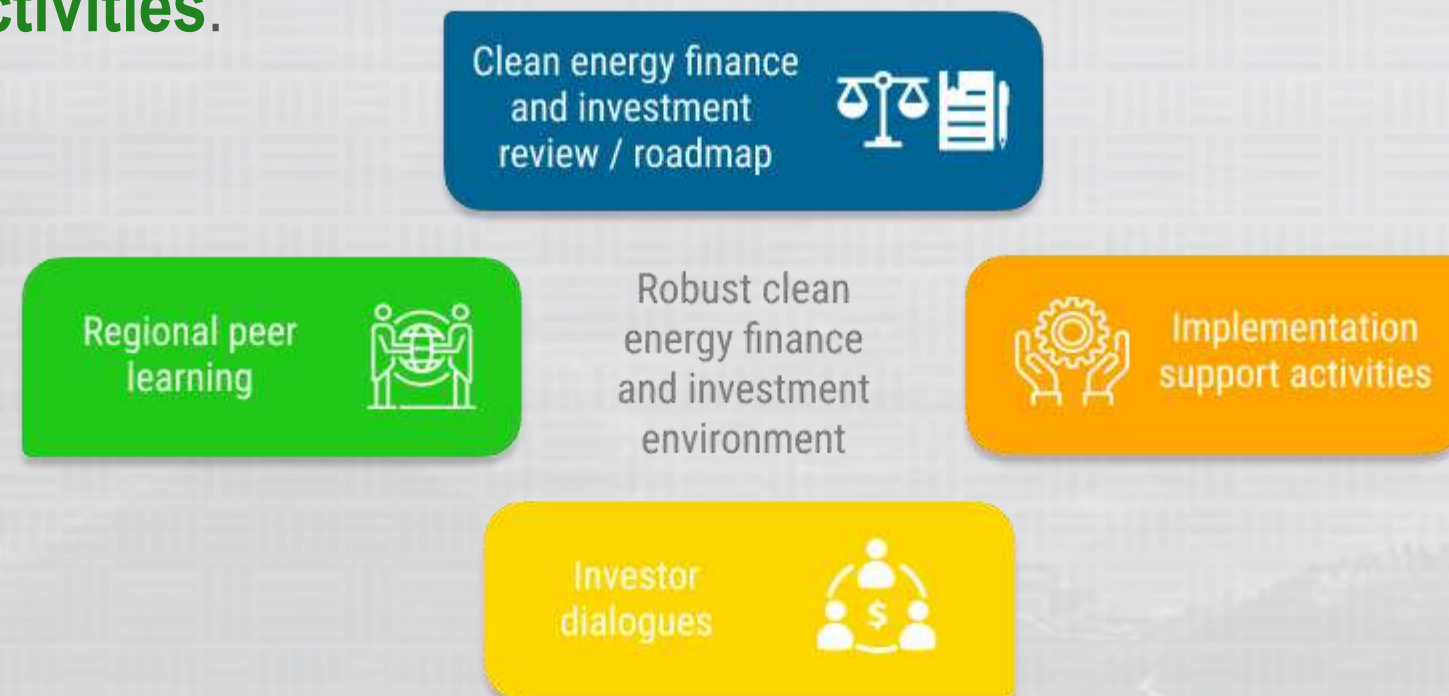 ctivities.
Clean energy finance
and investment
review / roadmap
Regional peer
learning
Robust clean
energy finance
and investment
environment
Implementation
support activities
Investor
dialogues
$